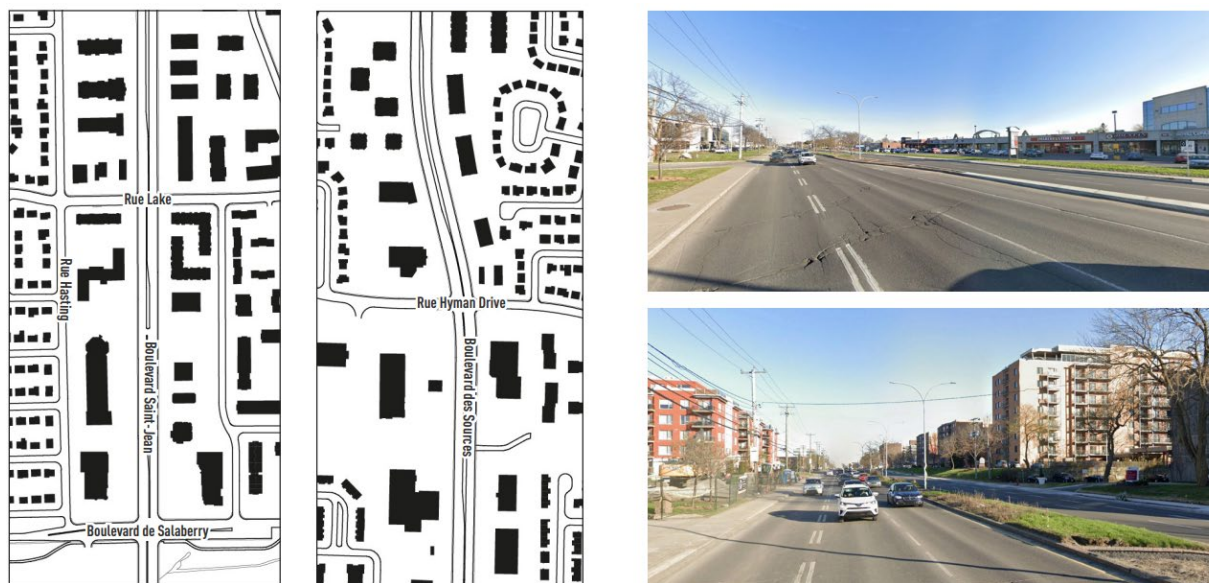 Rue Lake
Rue Hasting
Boulevard Saint-Jean
Boulevard de Salaberry
Rue Hyman Drive
Boulevard des Sources